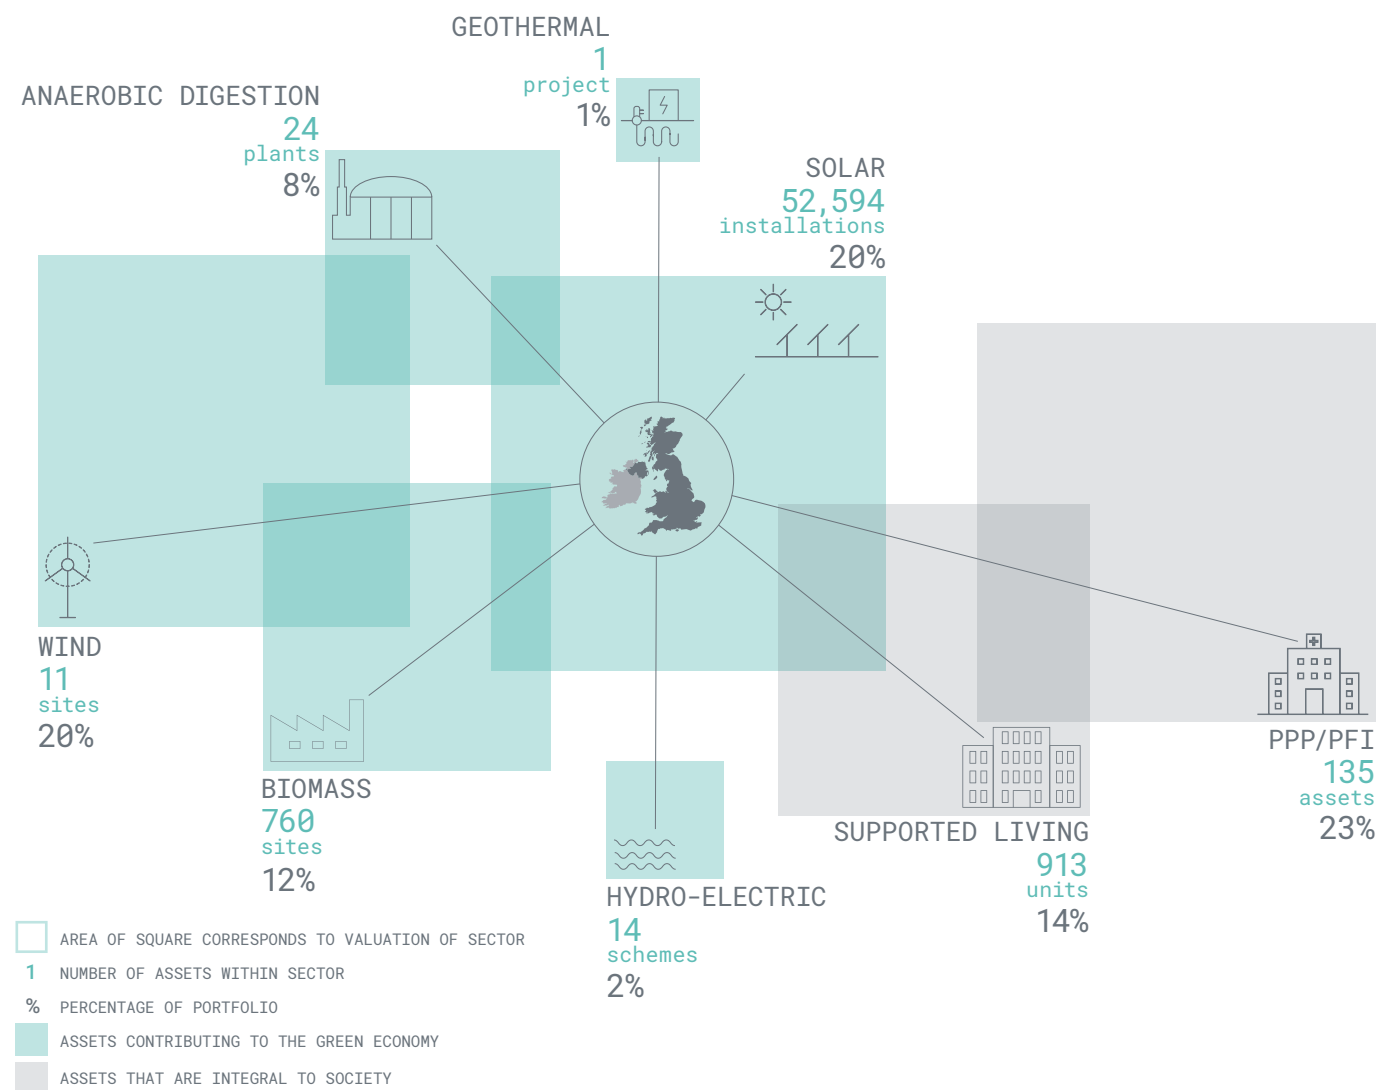 GEOTHERMAL
1
project
1%
ANAEROBIC DIGESTION
24
plants
8%
SOLAR
52,594
installations
20%
WIND
11
sites
20%
BIOMASS
760
sites
12%
HYDRO-ELECTRIC
14
schemes
2%
SUPPORTED LIVING
913
units
14%
PPP/PFI
135
assets
23%
AREA OF SQUARE CORRESPONDS TO VALUATION OF SECTOR
1 NUMBER OF ASSETS WITHIN SECTOR
% PERCENTAGE OF PORTFOLIO
ASSETS CONTRIBUTING TO THE GREEN ECONOMY
ASSETS THAT ARE INTEGRAL TO SOCIETY